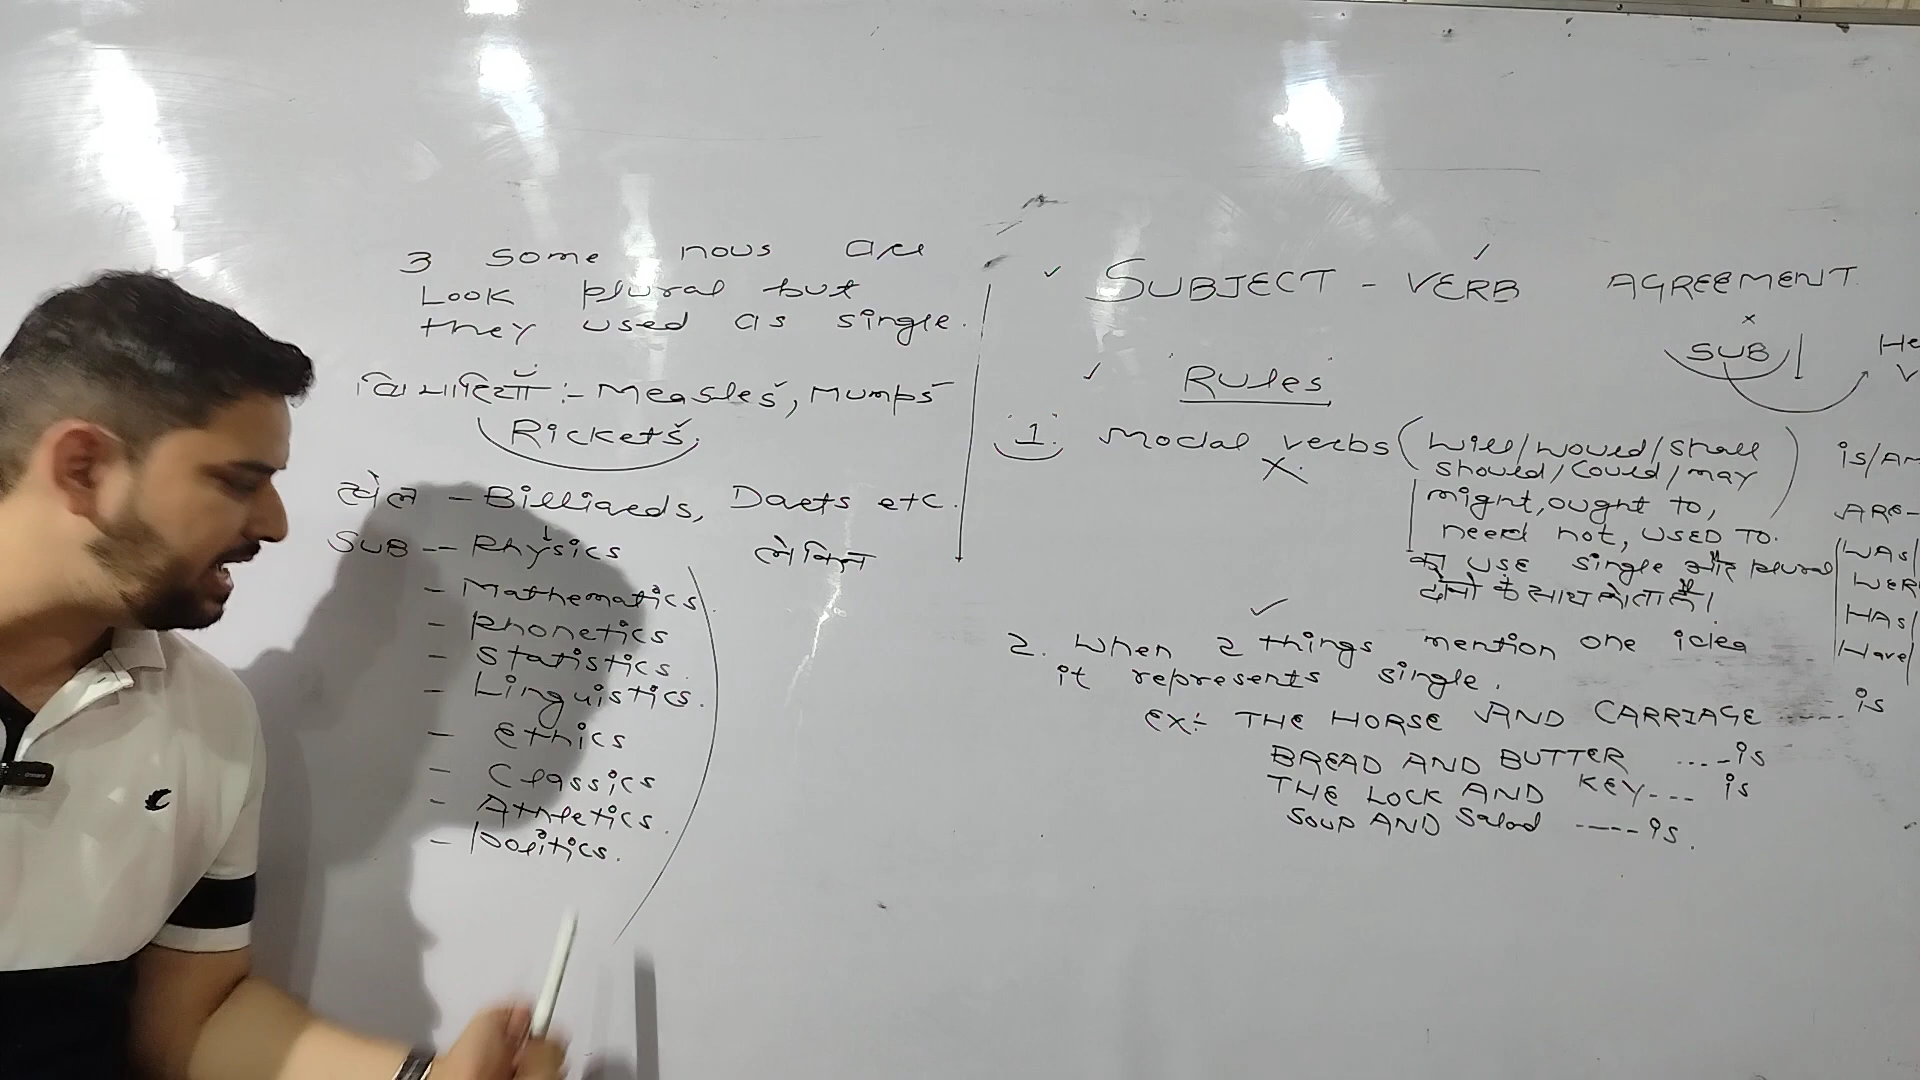 3 some nous are
Look plural but
they used as single.
बिमारियाँ :- Measles, Mumps
Rickets.
खेल - Billiards, Darts etc.
SUB - Physics
लेकिन
- Mathematics
- Phonetics
- Statistics
- Linguistics.
- Ethics
- Classics
- Athletics.
- Politics.
SUBJECT - VERB AGREEMENT
SUB
He
V
Rules
1. Modal verbs (will/would/shall
should/could/may
might, ought to,
need not, USED TO.
का use single और plural
दोनो के साथ होता है।
is/AM
ARE-
WAS/
WER
HAS/
Have/
2. When 2 things mention one idea
it represents single.
EX:- THE HORSE AND CARRIAGE ---- is
BREAD AND BUTTER ....-is
THE LOCK AND KEY--- is
SOUP AND Salad ----- is.